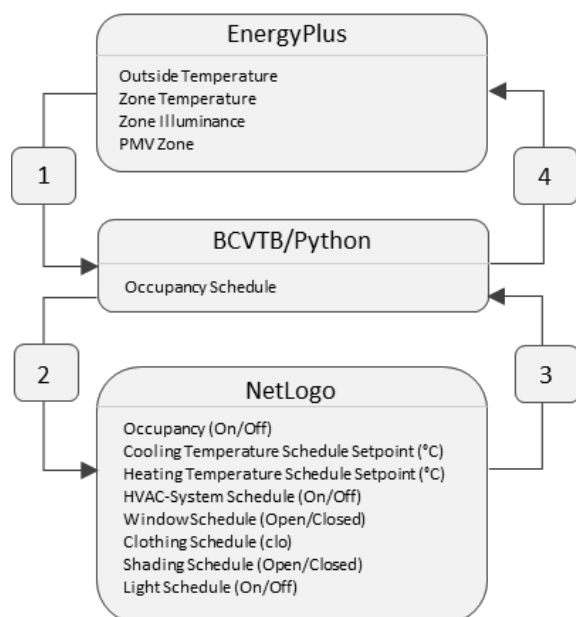 EnergyPlus
Outside Temperature
Zone Temperature
Zone Illuminance
PMV Zone
1
4
BCVTB/Python
Occupancy Schedule
2
3
NetLogo
Occupancy (On/Off)
Cooling Temperature Schedule Setpoint (°C)
Heating Temperature Schedule Setpoint (°C)
HVAC-System Schedule (On/Off)
Window Schedule (Open/Closed)
Clothing Schedule (clo)
Shading Schedule (Open/Closed)
Light Schedule (On/Off)